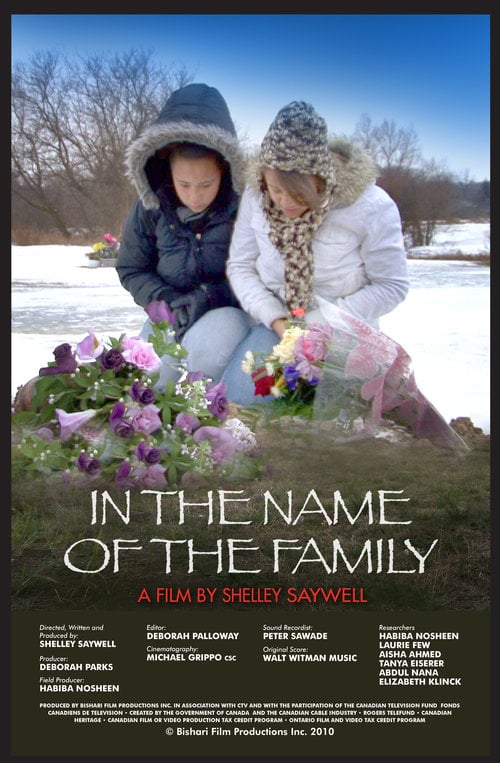 IN THE NAME
OF THE FAMILY
A FILM BY SHELLEY SAYWELL
Directed, Written and
Produced by:
SHELLEY SAYWELL
Producer:
DEBORAH PARKS
Field Producer:
HABIBA NOSHEEN
Editor:
DEBORAH PALLOWAY
Cinematography:
MICHAEL GRIPPO CSC
Sound Recordist:
PETER SAWADE
Original Score:
WALT WITMAN MUSIC
Researchers
HABIBA NOSHEEN
LAURIE FEW
AISHA AHMED
TANYA EISERER
ABDUL NANA
ELIZABETH KLINCK
PRODUCED BY BISHARI FILM PRODUCTIONS INC. IN ASSOCIATION WITH CTV AND WITH THE PARTICIPATION OF THE CANADIAN TELEVISION FUND FONDS
CANADIENS DE TELEVISION • CREATED BY THE GOVERNMENT OF CANADA AND THE CANADIAN CABLE INDUSTRY • ROGERS TELEFUND • CANADIAN
HERITAGE • CANADIAN FILM OR VIDEO PRODUCTION TAX CREDIT PROGRAM • ONTARIO FILM AND VIDEO TAX CREDIT PROGRAM
© Bishari Film Productions Inc. 2010